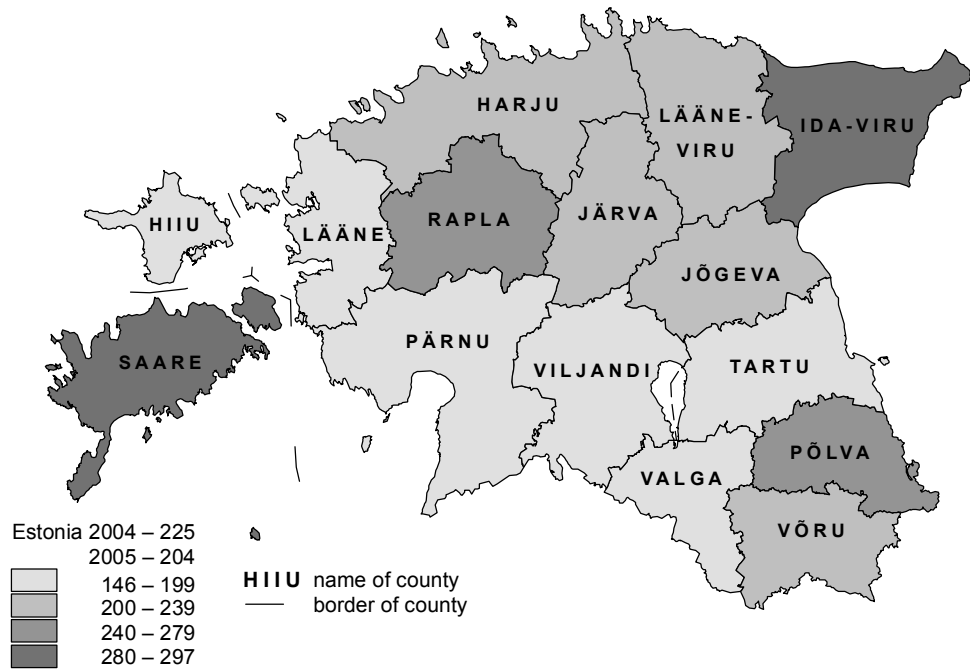 HARJU
LÄÄNE-
VIRU
IDA-VIRU
HIIU
LÄÄNE
RAPLA
JÄRVA
JÕGEVA
SAARE
PÄRNU
VILJANDI
TARTU
VALGA
PÕLVA
VÕRU
Estonia 2004 – 225
2005 – 204
146 – 199
200 – 239
240 – 279
280 – 297
HIIU name of county
border of county